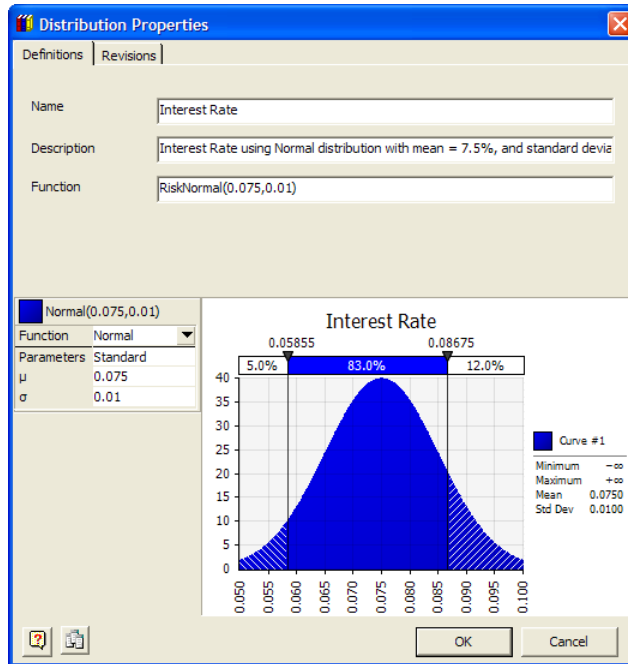 Distribution Properties
Definitions Revisions
Name Interest Rate
Description Interest Rate using Normal distribution with mean = 7.5%, and standard devia
Function RiskNormal(0.075,0.01)
Normal(0.075,0.01)
Function Normal
Parameters Standard
μ 0.075
σ 0.01
Interest Rate
0.05855 0.08675
5.0% 83.0% 12.0%
40
35
30
25
20
15
10
5
0
0.050 0.055 0.060 0.065 0.070 0.075 0.080 0.085 0.090 0.095 0.100
Curve #1
Minimum −∞
Maximum +∞
Mean 0.0750
Std Dev 0.0100
? OK Cancel